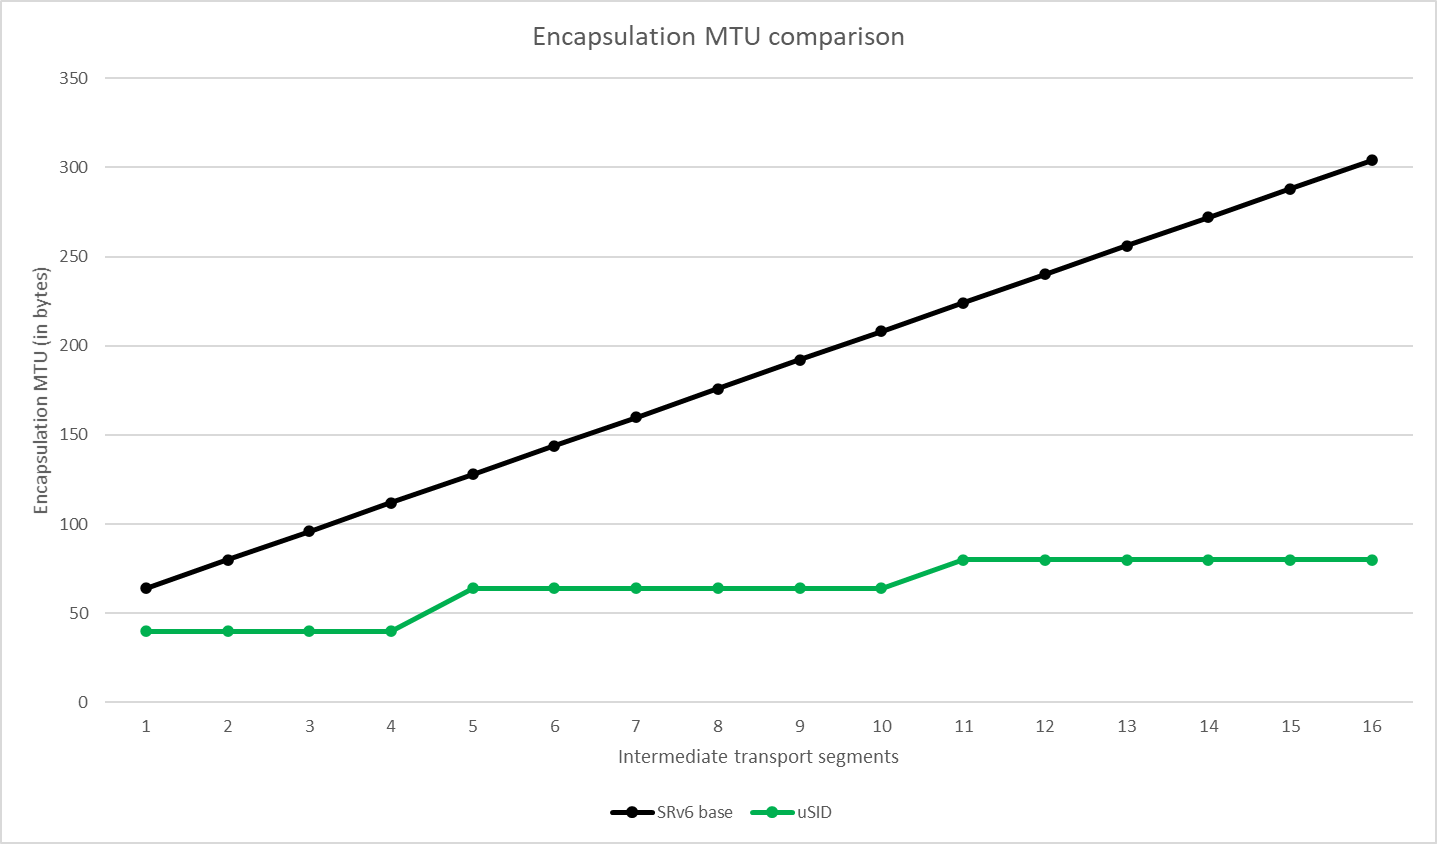 Encapsulation MTU comparison
350
300
250
200
150
100
50
0
Encapsulation MTU (in bytes)
1 2 3 4 5 6 7 8 9 10 11 12 13 14 15 16
Intermediate transport segments
SRv6 base uSID